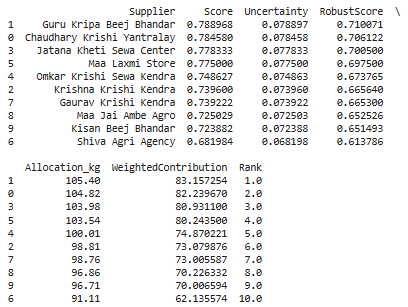 Supplier Score Uncertainty RobustScore \
1 Guru Kripa Beej Bhandar 0.788968 0.078897 0.710071
0 Chaudhary Krishi Yantralay 0.784580 0.078458 0.706122
3 Jatana Kheti Sewa Center 0.778333 0.077833 0.700500
5 Maa Laxmi Store 0.775000 0.077500 0.697500
4 Omkar Krishi Sewa Kendra 0.748627 0.074863 0.673765
2 Krishna Krishi Kendra 0.739600 0.073960 0.665640
7 Gaurav Krishi Kendra 0.739222 0.073922 0.665300
8 Maa Jai Ambe Agro 0.725029 0.072503 0.652526
9 Kisan Beej Bhandar 0.723882 0.072388 0.651493
6 Shiva Agri Agency 0.681984 0.068198 0.613786
Allocation_kg WeightedContribution Rank
1 105.40 83.157254 1.0
0 104.82 82.239670 2.0
3 103.98 80.931100 3.0
5 103.54 80.243500 4.0
4 100.01 74.870221 5.0
2 98.81 73.079876 6.0
7 98.76 73.005587 7.0
8 96.86 70.226332 8.0
9 96.71 70.006594 9.0
6 91.11 62.135574 10.0